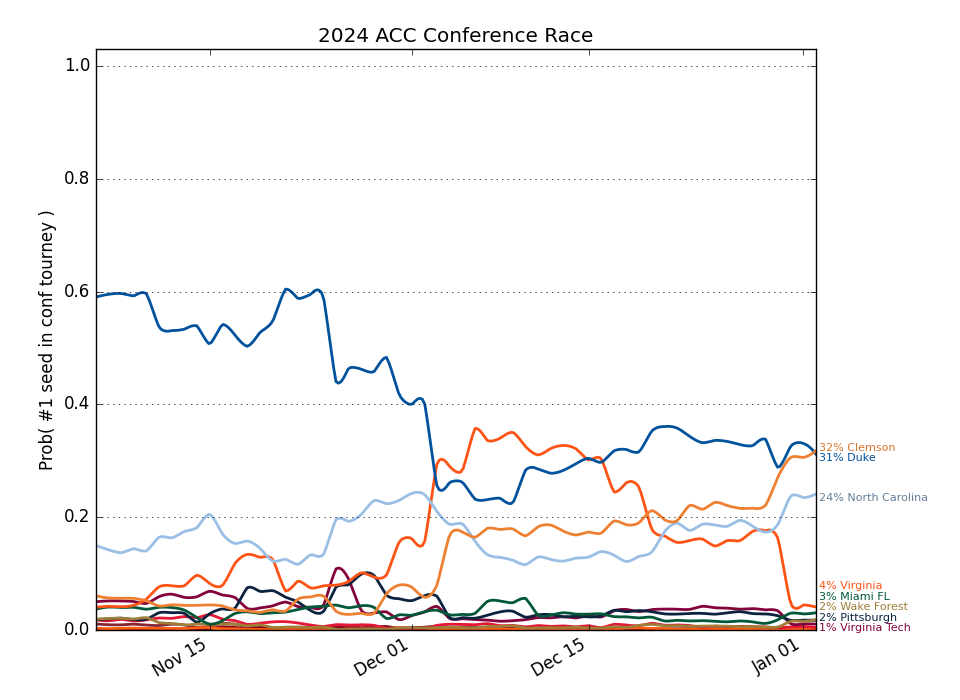 2024 ACC Conference Race
Prob( #1 seed in conf tourney )
1.0
0.8
0.6
0.4
0.2
0.0
Nov 15
Dec 01
Dec 15
Jan 01
32% Clemson
31% Duke
24% North Carolina
4% Virginia
3% Miami FL
2% Wake Forest
2% Pittsburgh
1% Virginia Tech